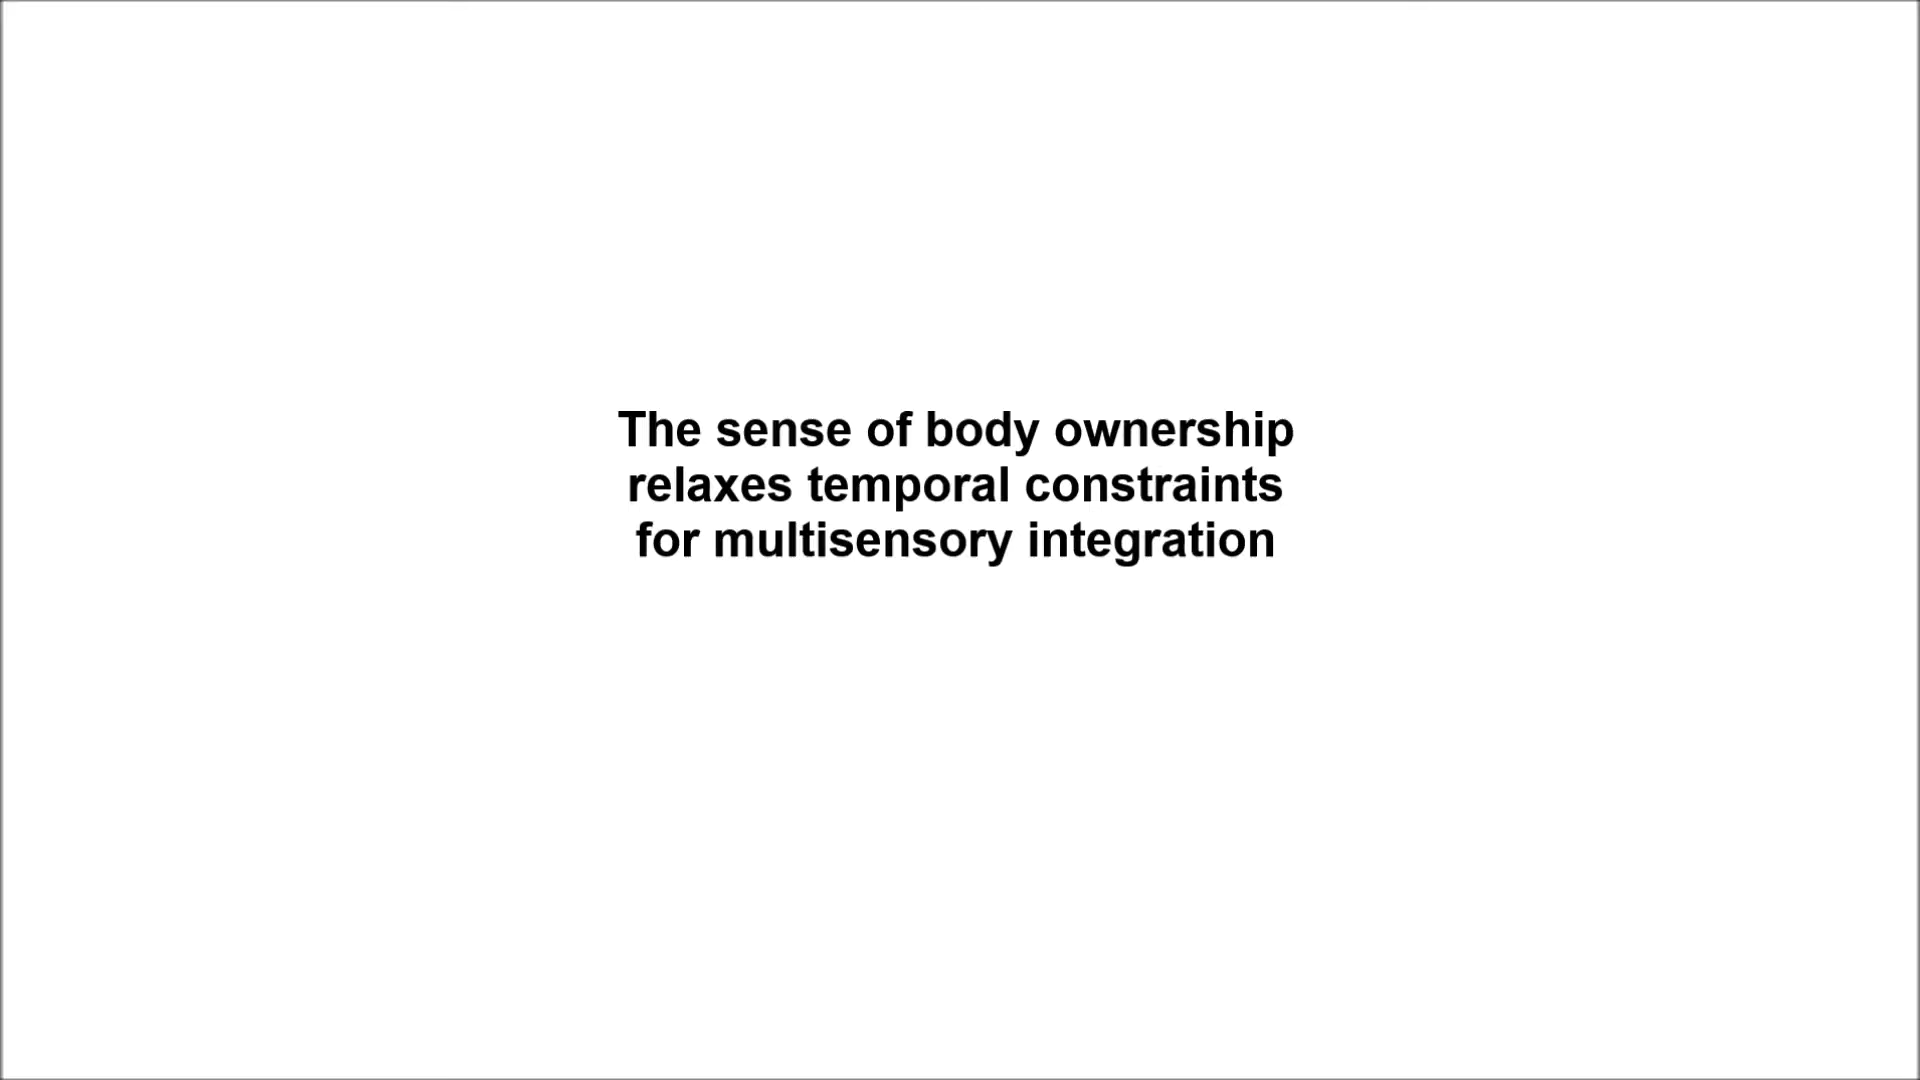 The sense of body ownership
relaxes temporal constraints
for multisensory integration